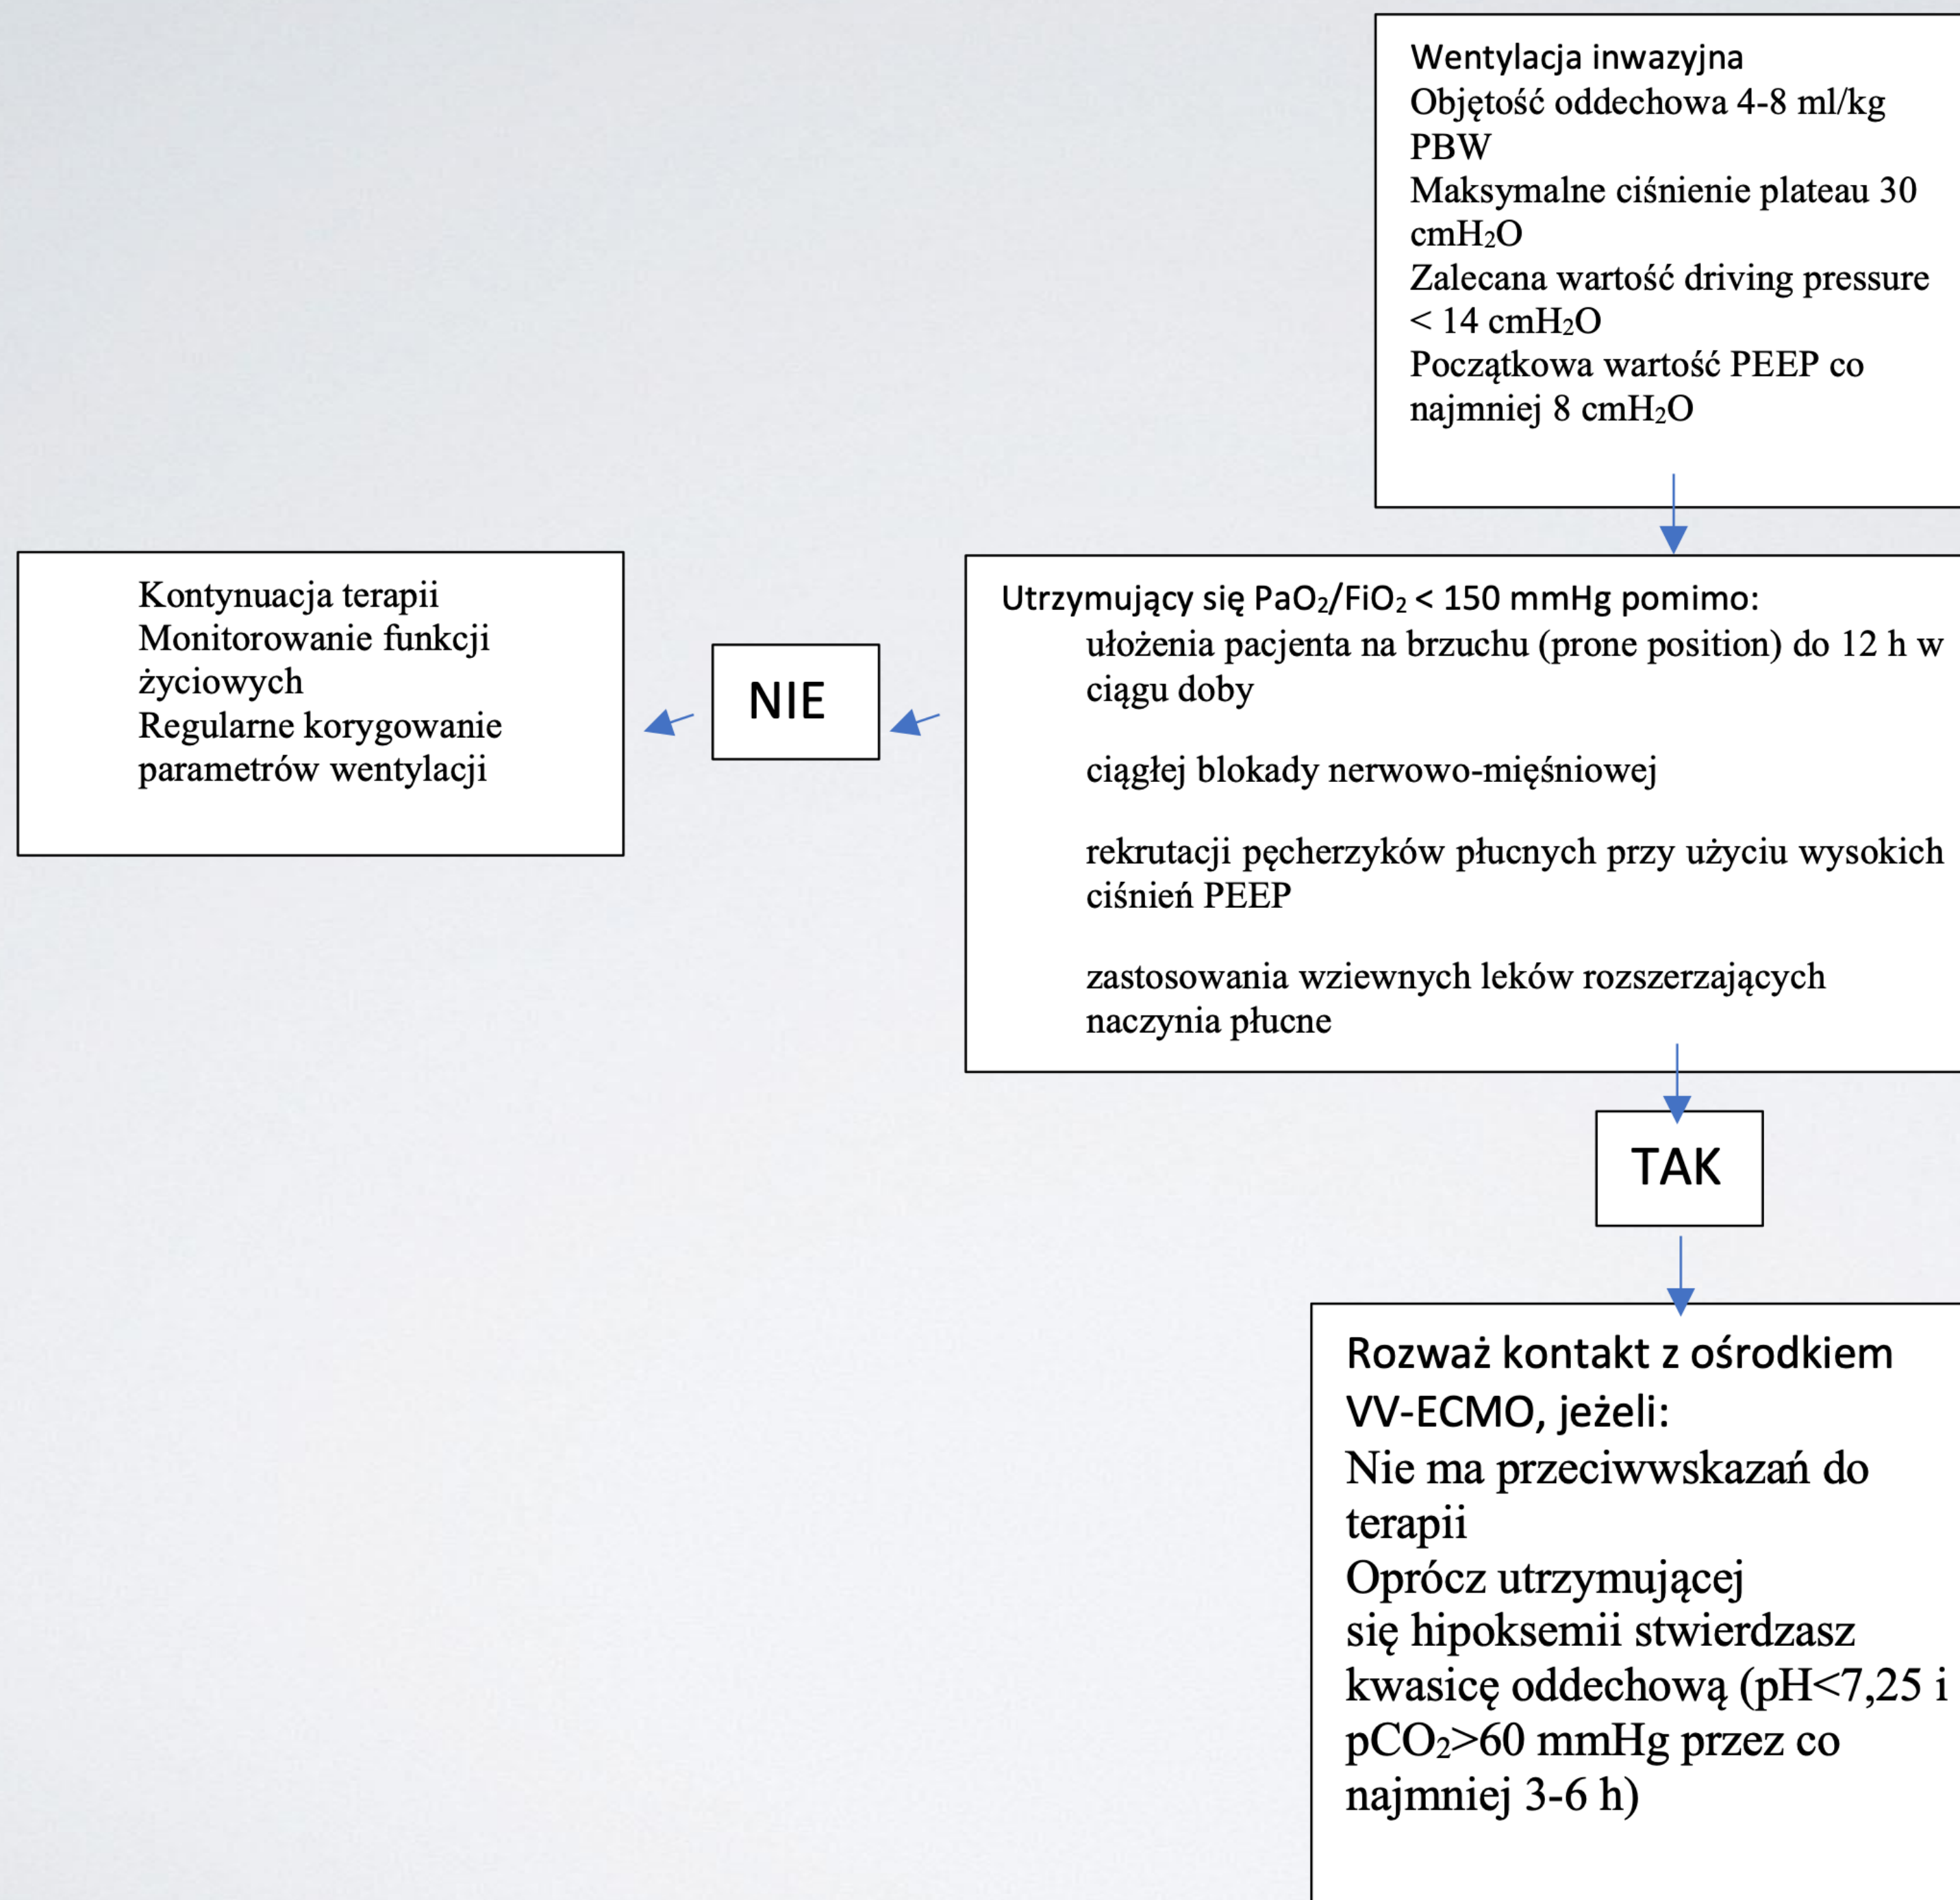 Wentylacja inwazyjna
Objętość oddechowa 4-8 ml/kg
PBW
Maksymalne ciśnienie plateau 30
cmH₂O
Zalecana wartość driving pressure
< 14 cmH₂O
Początkowa wartość PEEP co
najmniej 8 cmH₂O
Utrzymujący się PaO₂/FiO₂ < 150 mmHg pomimo:
ułożenia pacjenta na brzuchu (prone position) do 12 h w
ciągu doby
ciągłej blokady nerwowo-mięśniowej
rekrutacji pęcherzyków płucnych przy użyciu wysokich
ciśnień PEEP
zastosowania wziewnych leków rozszerzających
naczynia płucne
NIE
Kontynuacja terapii
Monitorowanie funkcji
życiowych
Regularne korygowanie
parametrów wentylacji
TAK
Rozważ kontakt z ośrodkiem
VV-ECMO, jeżeli:
Nie ma przeciwwskazań do
terapii
Oprócz utrzymującej
się hipoksemii stwierdzasz
kwasicę oddechową (pH<7,25 i
pCO₂>60 mmHg przez co
najmniej 3-6 h)